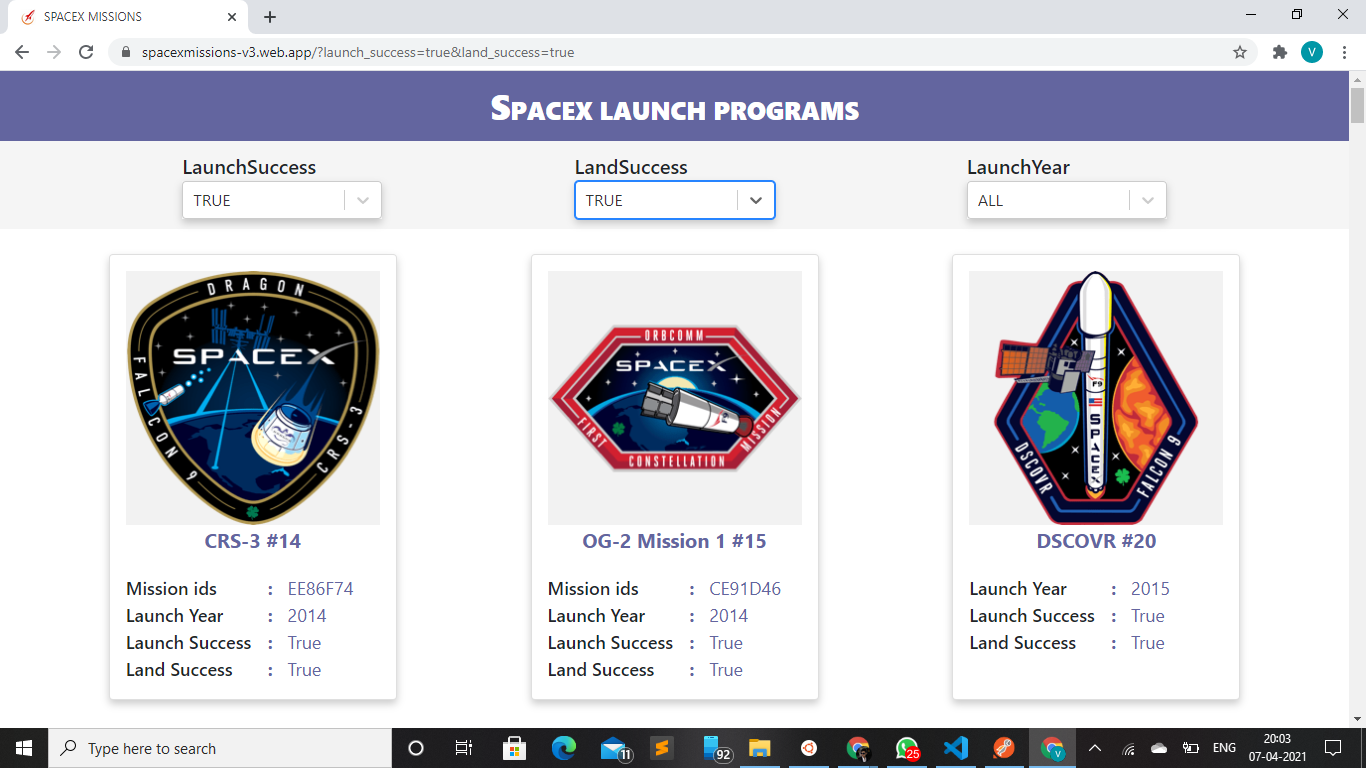 SPACEX MISSIONS
spacexmissions-v3.web.app/?launch_success=true&land_success=true
V
Spacex launch programs
LaunchSuccess
LandSuccess
LaunchYear
TRUE
TRUE
ALL
DRAGON
SPACEX
FALCON 9
CRS-3
ORBCOMM
SPACEX
F9
FIRST
CONSTELLATION
MISSION
F9
SPACEX
DSCOVR
FALCON 9
CRS-3 #14
OG-2 Mission 1 #15
DSCOVR #20
Mission ids : EE86F74
Launch Year : 2014
Launch Success : True
Land Success : True
Mission ids : CE91D46
Launch Year : 2014
Launch Success : True
Land Success : True
Launch Year : 2015
Launch Success : True
Land Success : True
Type here to search
11
92
25
V
ENG
20:03
07-04-2021